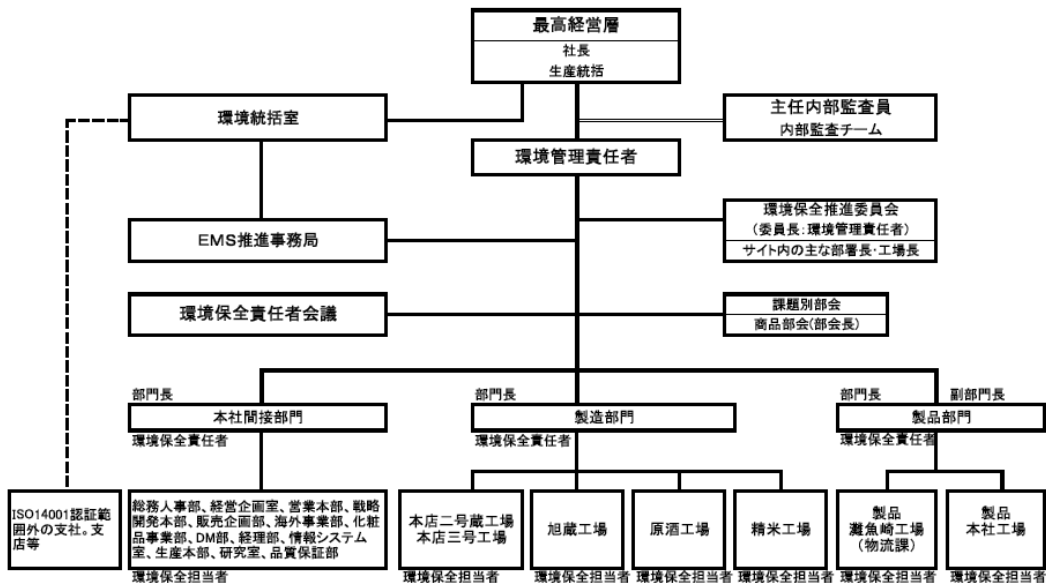 最高経営層
社長
生産統括
環境統括室
主任内部監査員
内部監査チーム
環境管理責任者
環境保全推進委員会
(委員長:環境管理責任者)
サイト内の主な部署長・工場長
EMS推進事務局
環境保全責任者会議
課題別部会
商品部会(部会長)
部門長
本社間接部門
環境保全責任者
部門長
製造部門
環境保全責任者
部門長 副部門長
製品部門
環境保全責任者
ISO14001認証範
囲外の支社。支
店等
総務人事部、経営企画室、営業本部、戦略
開発本部、販売企画部、海外事業部、化粧
品事業部、DM部、経理部、情報システム
室、生産本部、研究室、品質保証部
環境保全担当者
本店二号蔵工場
本店三号工場
環境保全担当者
旭蔵工場
環境保全担当者
原酒工場
環境保全担当者
精米工場
環境保全担当者
製品
灘魚崎工場
(物流課)
環境保全担当者
製品
本社工場
環境保全担当者